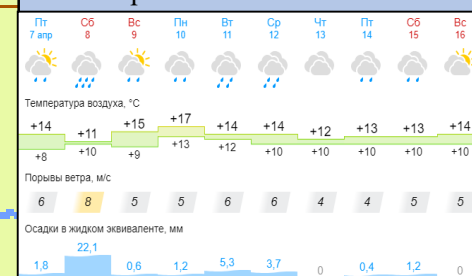 Пт Сб Вс Пн Вт Ср Чт Пт Сб Вс
7 апр 8 9 10 11 12 13 14 15 16
Температура воздуха, °C
+14 +11 +15 +17 +14 +14 +12 +13 +13 +14
+8 +10 +9 +13 +12 +10 +10 +10 +10 +10
Порывы ветра, м/с
6 8 5 5 6 6 4 4 5 5
Осадки в жидком эквиваленте, мм
1,8 22,1 0,6 1,2 5,3 3,7 0 0,4 1,2 0